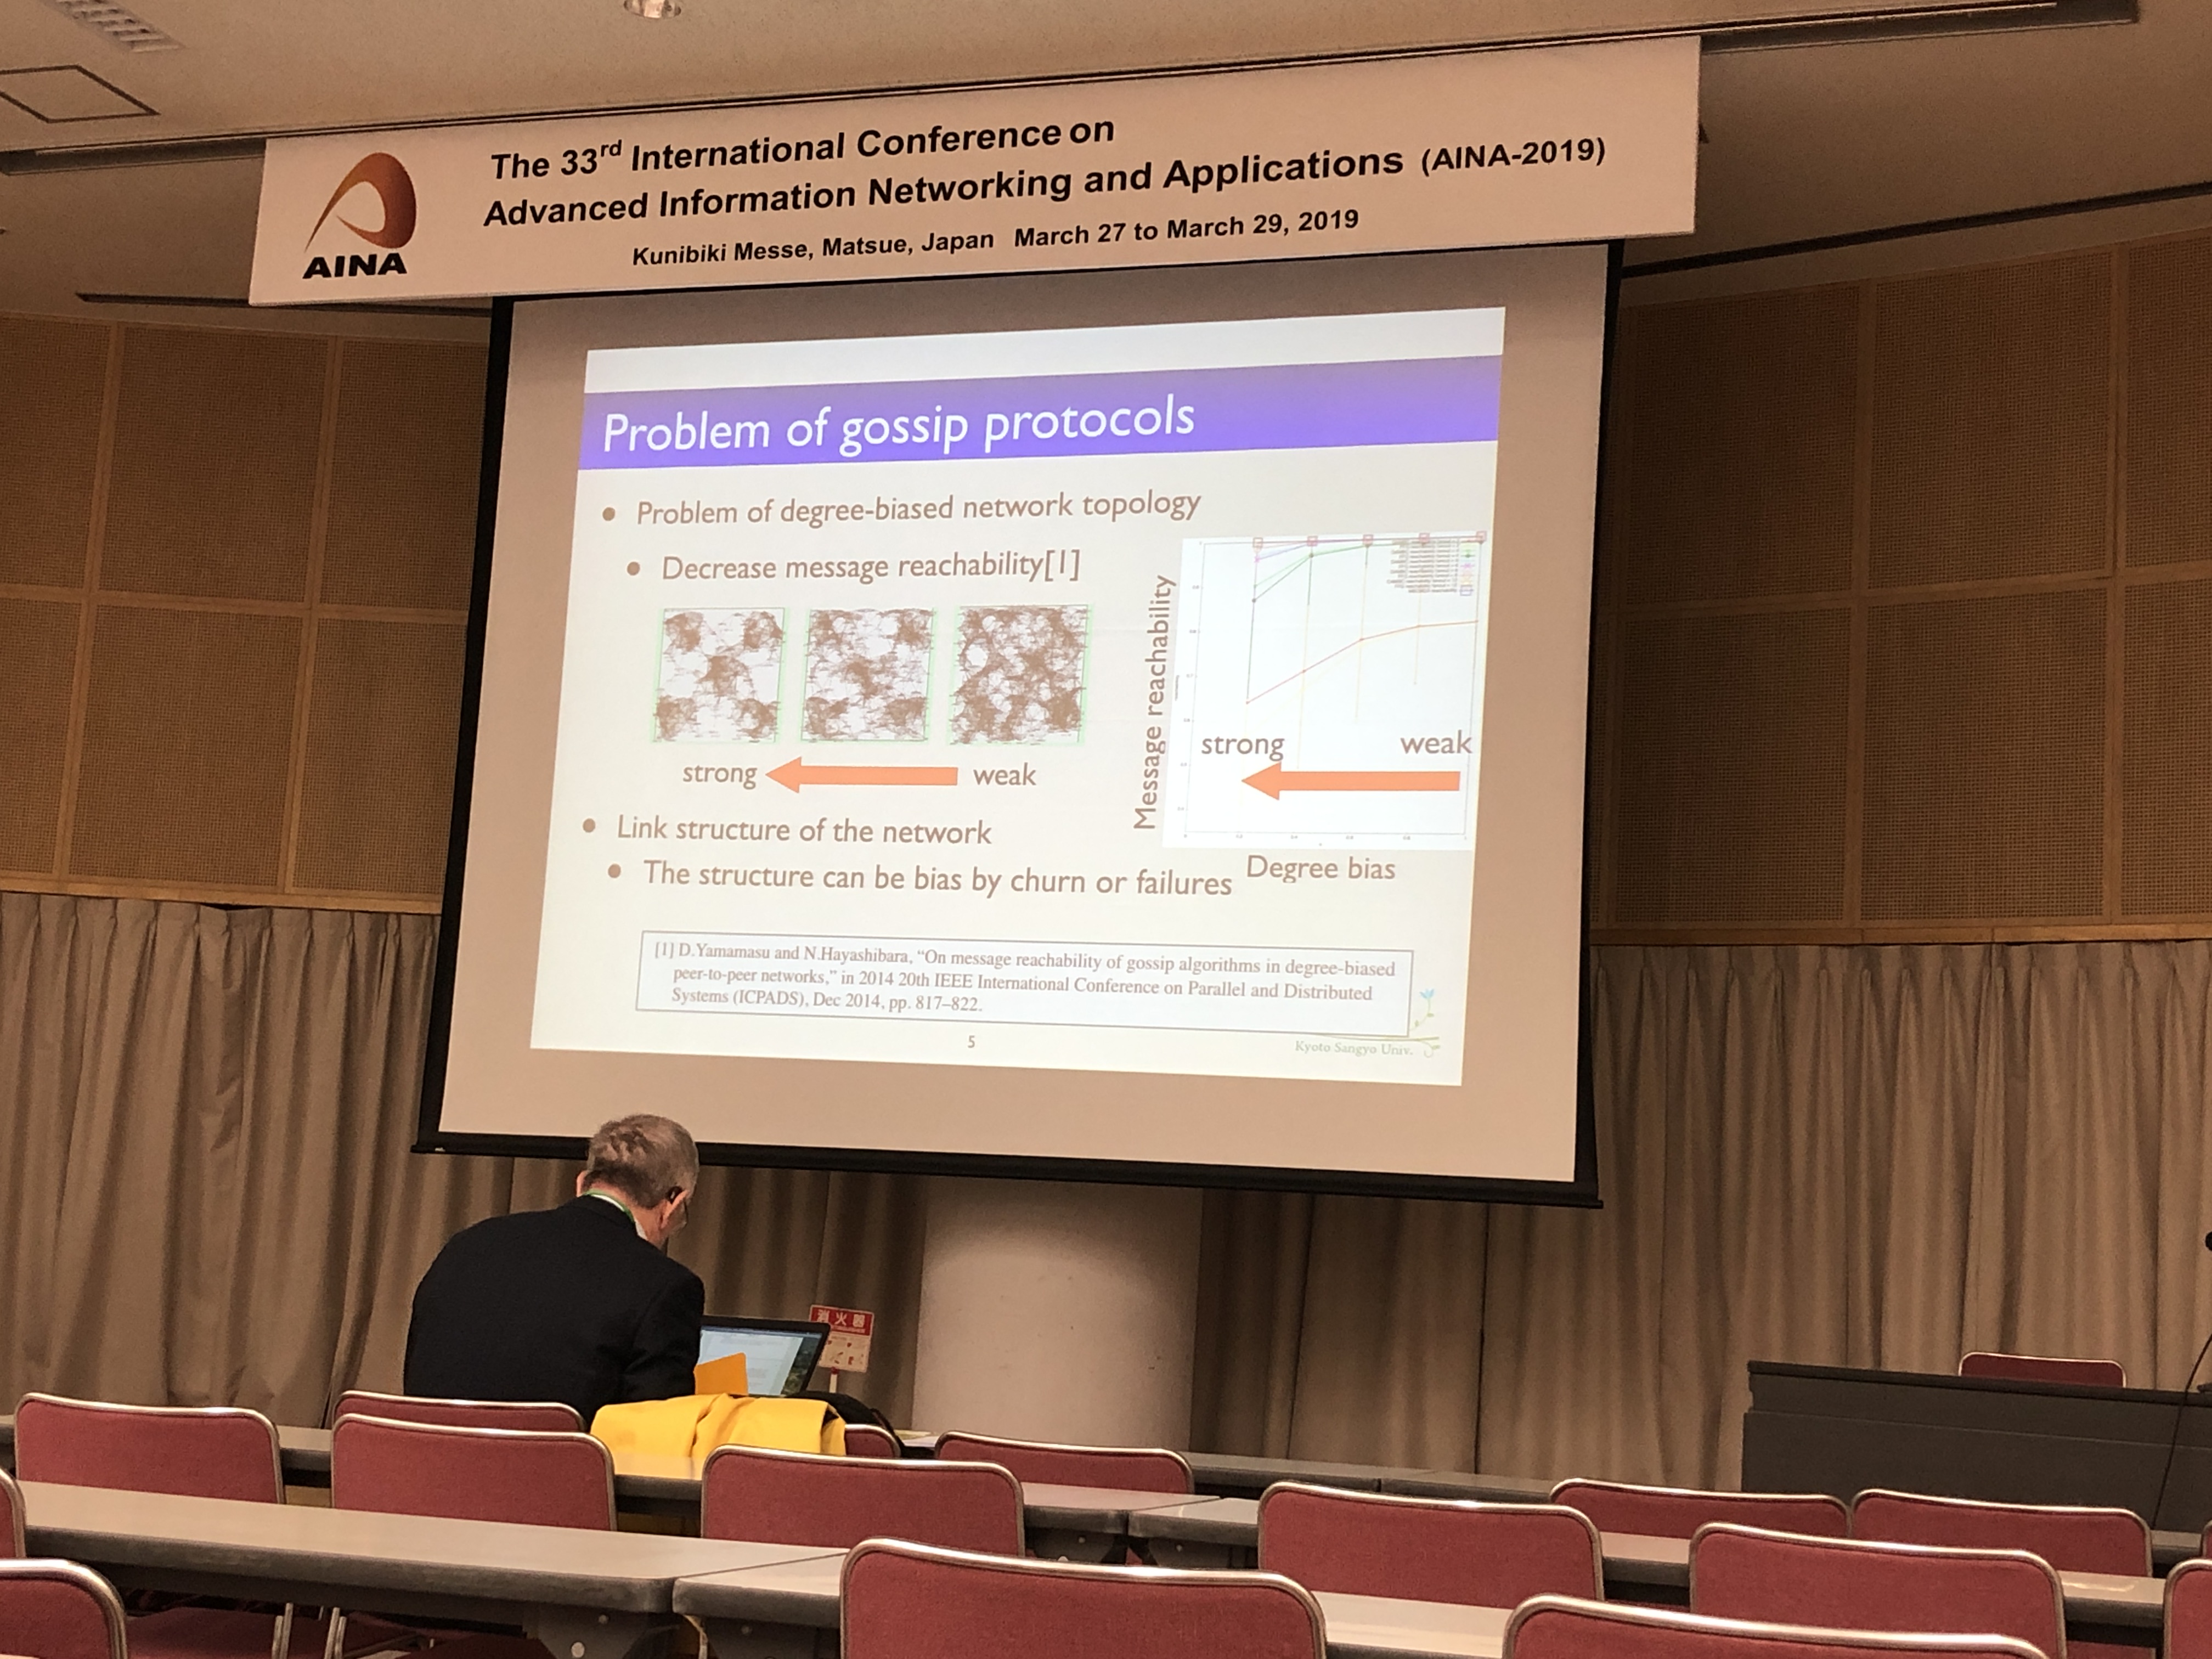 The 33rd International Conference on
Advanced Information Networking and Applications (AINA-2019)
Kunibiki Messe, Matsue, Japan March 27 to March 29, 2019
AINA
Problem of gossip protocols
• Problem of degree-biased network topology
• Decrease message reachability[1]
strong
weak
Message reachability
strong
weak
Degree bias
• Link structure of the network
• The structure can be bias by churn or failures
[1] D.Yamamasu and N.Hayashibara, “On message reachability of gossip algorithms in degree-biased
peer-to-peer networks,” in 2014 20th IEEE International Conference on Parallel and Distributed
Systems (ICPADS), Dec 2014, pp. 817–822.
5
Kyoto Sangyo Univ.
消火器